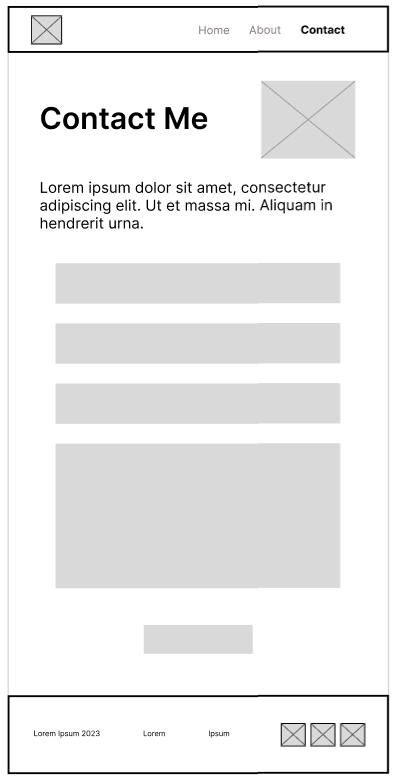 Home About Contact
Contact Me
Lorem ipsum dolor sit amet, consectetur
adipiscing elit. Ut et massa mi. Aliquam in
hendrerit urna.
Lorem Ipsum 2023 Lorem Ipsum